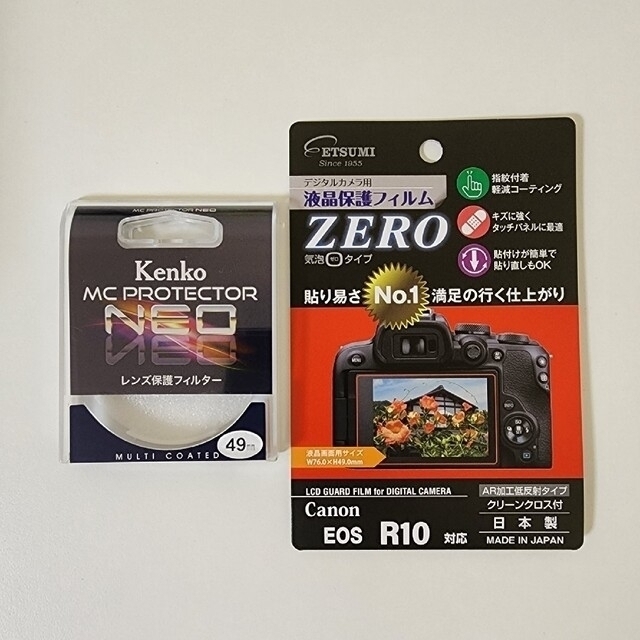 MC PROTECTOR NEO
Kenko
MC PROTECTOR
NEO
レンズ保護フィルター
49mm
MULTI COATED
ETSUMI
Since 1955
デジタルカメラ用
液晶保護フィルム
ZERO
気泡ゼロタイプ
指紋付着
軽減コーティング
キズに強く
タッチパネルに最適
貼付けが簡単で
貼り直しもOK
貼り易さ No.1 満足の行く仕上がり
液晶画面用サイズ
W76.0×H49.0mm
LCD GUARD FILM for DIGITAL CAMERA
Canon
EOS R10 対応
AR加工低反射タイプ
クリーンクロス付
日本製
MADE IN JAPAN